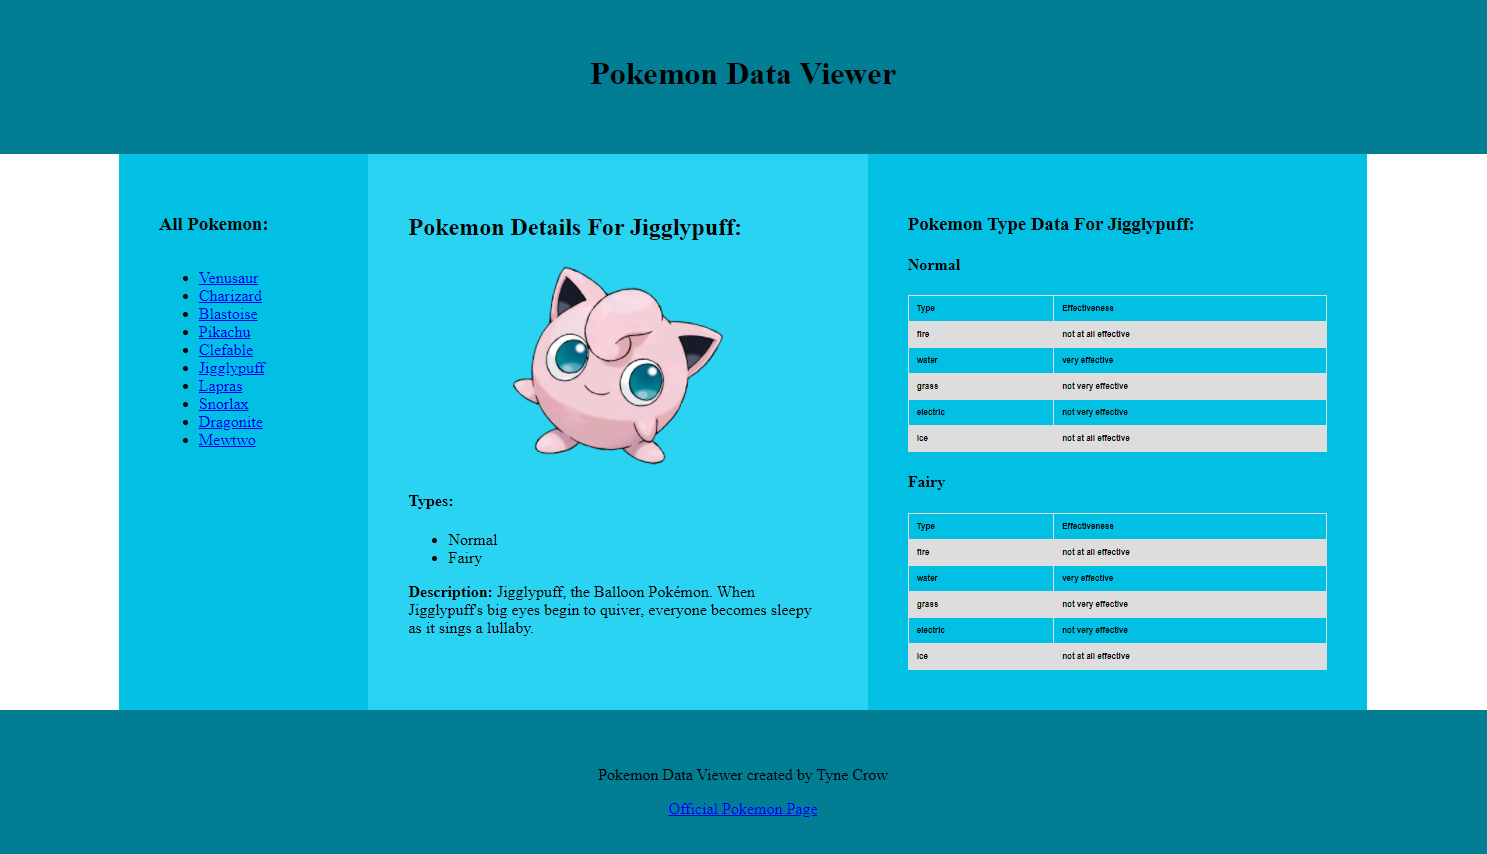 Pokemon Data Viewer
All Pokemon:
Venusaur
Charizard
Blastoise
Pikachu
Clefable
Jigglypuff
Lapras
Snorlax
Dragonite
Mewtwo
Pokemon Details For Jigglypuff:
Types:
Normal
Fairy
Description: Jigglypuff, the Balloon Pokémon. When
Jigglypuff's big eyes begin to quiver, everyone becomes sleepy
as it sings a lullaby.
Pokemon Type Data For Jigglypuff:
Normal
Type Effectiveness
fire not at all effective
water very effective
grass not very effective
electric not very effective
ice not at all effective
Fairy
Type Effectiveness
fire not at all effective
water very effective
grass not very effective
electric not very effective
ice not at all effective
Pokemon Data Viewer created by Tyne Crow
Official Pokemon Page